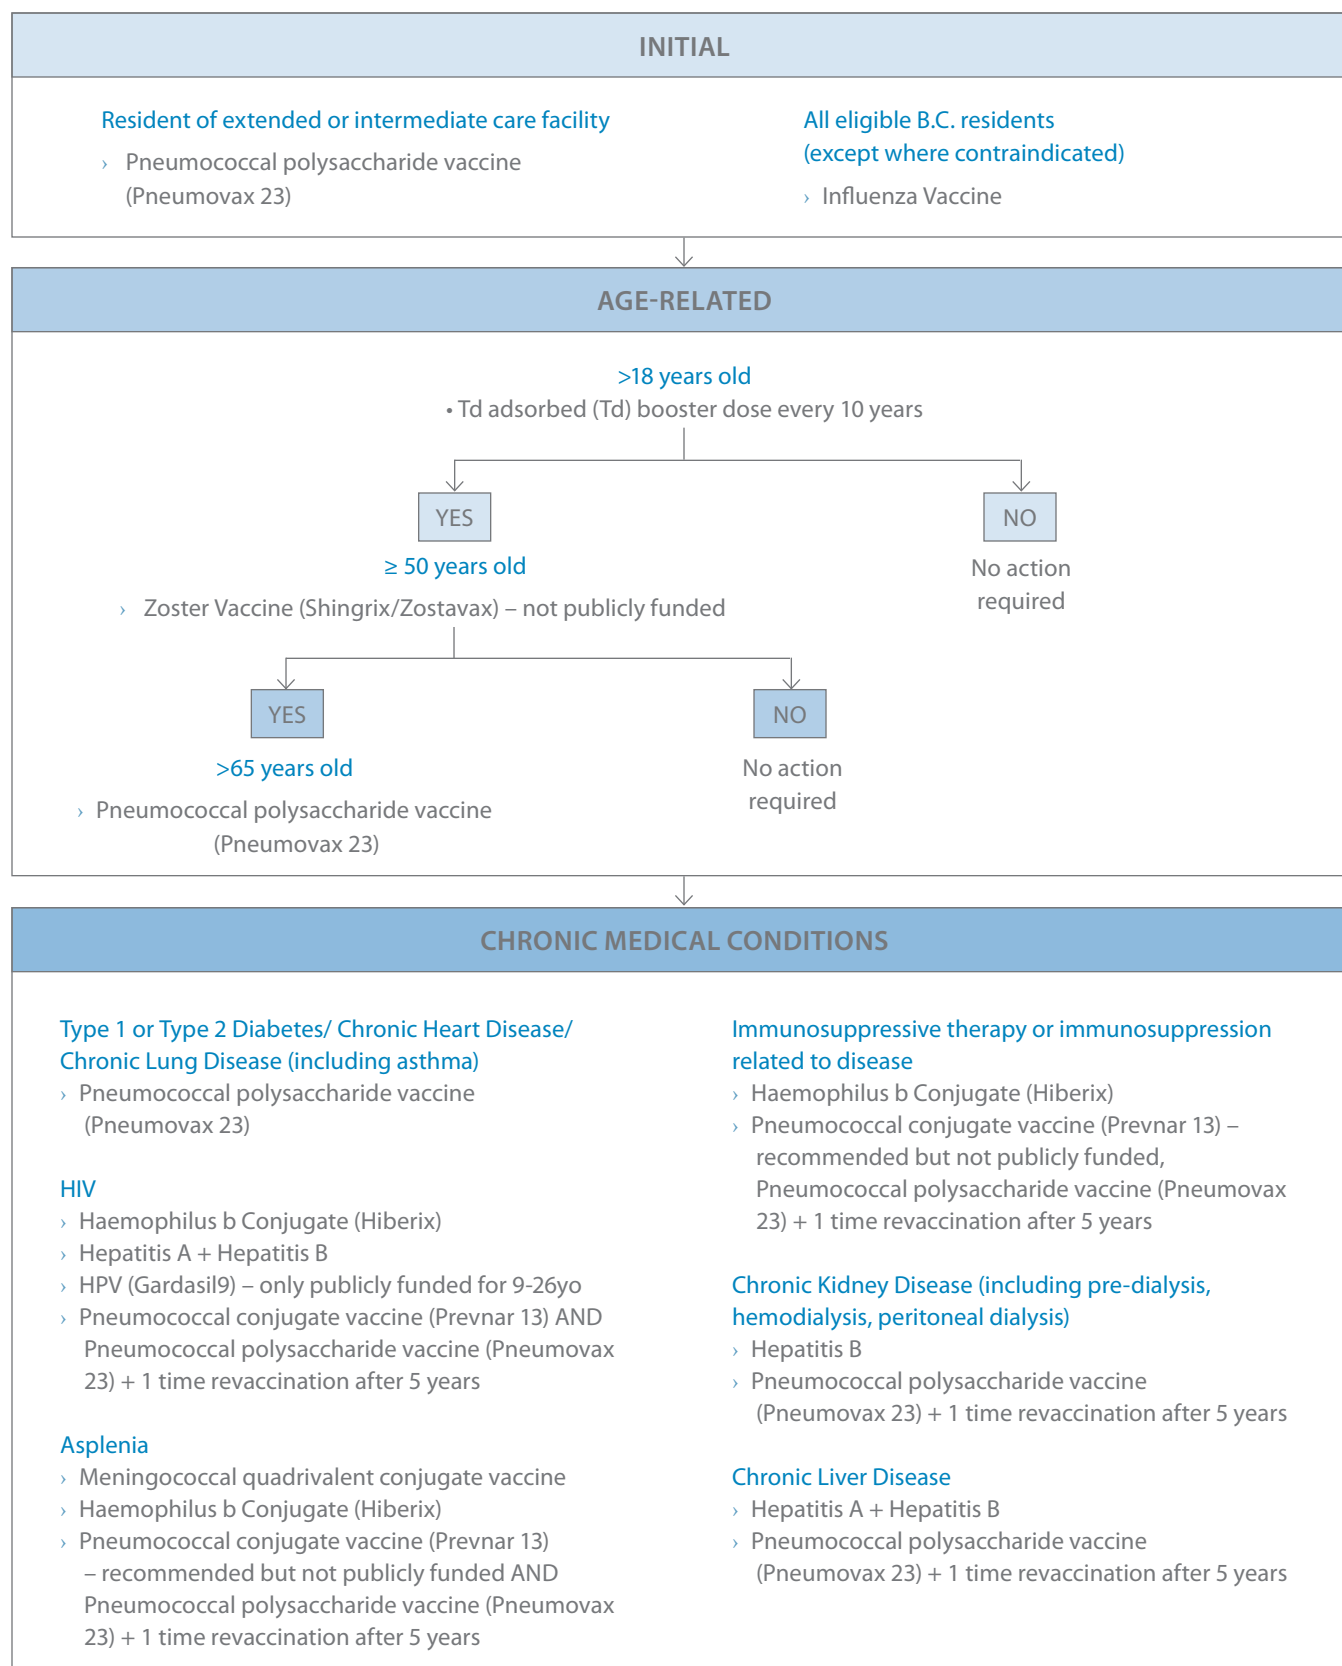 INITIAL
Resident of extended or intermediate care facility
› Pneumococcal polysaccharide vaccine
(Pneumovax 23)
All eligible B.C. residents
(except where contraindicated)
› Influenza Vaccine
AGE-RELATED
>18 years old
• Td adsorbed (Td) booster dose every 10 years
YES
NO
≥ 50 years old
› Zoster Vaccine (Shingrix/Zostavax) – not publicly funded
No action
required
YES
NO
>65 years old
› Pneumococcal polysaccharide vaccine
(Pneumovax 23)
No action
required
CHRONIC MEDICAL CONDITIONS
Type 1 or Type 2 Diabetes/ Chronic Heart Disease/
Chronic Lung Disease (including asthma)
› Pneumococcal polysaccharide vaccine
(Pneumovax 23)
HIV
› Haemophilus b Conjugate (Hiberix)
› Hepatitis A + Hepatitis B
› HPV (Gardasil9) – only publicly funded for 9-26yo
› Pneumococcal conjugate vaccine (Prevnar 13) AND
Pneumococcal polysaccharide vaccine (Pneumovax
23) + 1 time revaccination after 5 years
Asplenia
› Meningococcal quadrivalent conjugate vaccine
› Haemophilus b Conjugate (Hiberix)
› Pneumococcal conjugate vaccine (Prevnar 13)
– recommended but not publicly funded AND
Pneumococcal polysaccharide vaccine (Pneumovax
23) + 1 time revaccination after 5 years
Immunosuppressive therapy or immunosuppression
related to disease
› Haemophilus b Conjugate (Hiberix)
› Pneumococcal conjugate vaccine (Prevnar 13) –
recommended but not publicly funded,
Pneumococcal polysaccharide vaccine (Pneumovax
23) + 1 time revaccination after 5 years
Chronic Kidney Disease (including pre-dialysis,
hemodialysis, peritoneal dialysis)
› Hepatitis B
› Pneumococcal polysaccharide vaccine
(Pneumovax 23) + 1 time revaccination after 5 years
Chronic Liver Disease
› Hepatitis A + Hepatitis B
› Pneumococcal polysaccharide vaccine
(Pneumovax 23) + 1 time revaccination after 5 years